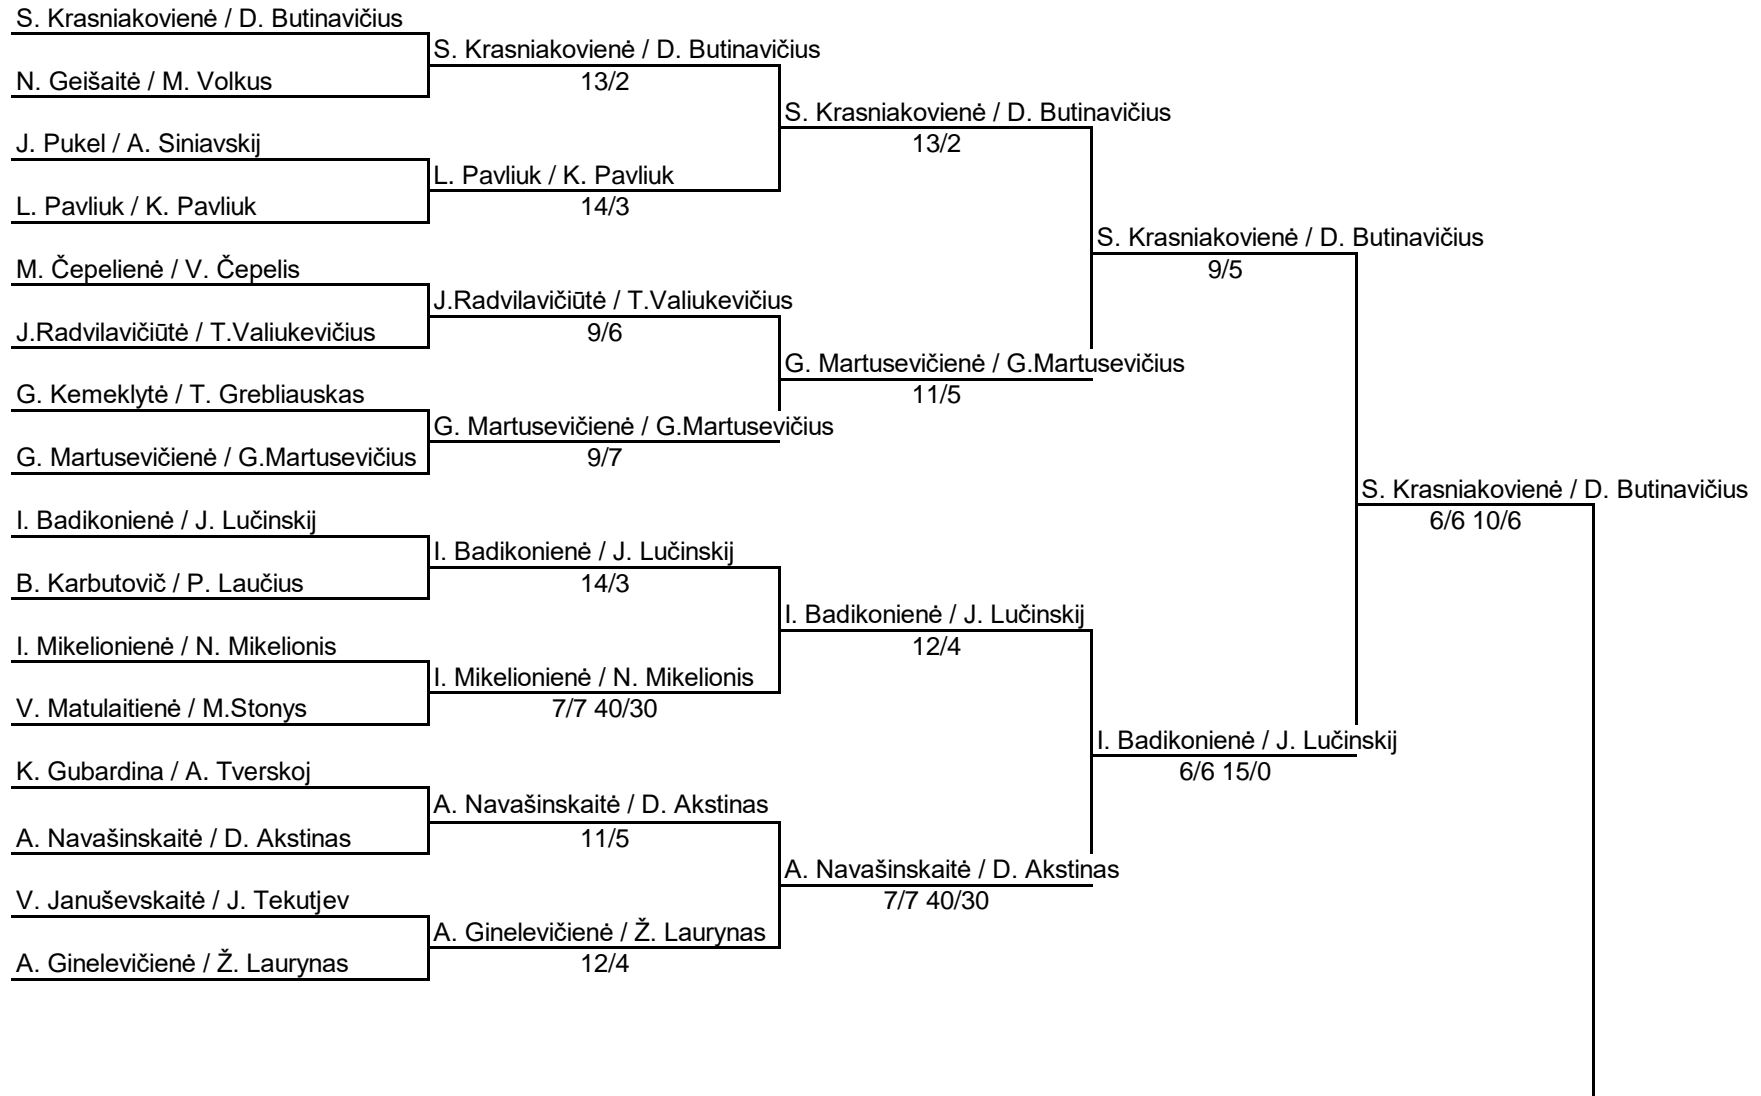 S. Krasniakovienė / D. Butinavičius
S. Krasniakovienė / D. Butinavičius
N. Geišaitė / M. Volkus
13/2
S. Krasniakovienė / D. Butinavičius
J. Pukel / A. Siniavskij
13/2
L. Pavliuk / K. Pavliuk
L. Pavliuk / K. Pavliuk
14/3
S. Krasniakovienė / D. Butinavičius
M. Čepelienė / V. Čepelis
9/5
J.Radvilavičiūtė / T.Valiukevičius
J.Radvilavičiūtė / T.Valiukevičius
9/6
G. Martusevičienė / G.Martusevičius
G. Kemeklytė / T. Grebliauskas
11/5
G. Martusevičienė / G.Martusevičius
G. Martusevičienė / G.Martusevičius
9/7
S. Krasniakovienė / D. Butinavičius
I. Badikonienė / J. Lučinskij
6/6 10/6
I. Badikonienė / J. Lučinskij
B. Karbutovič / P. Laučius
14/3
I. Badikonienė / J. Lučinskij
I. Mikelionienė / N. Mikelionis
12/4
I. Mikelionienė / N. Mikelionis
V. Matulaitienė / M.Stonys
7/7 40/30
I. Badikonienė / J. Lučinskij
K. Gubardina / A. Tverskoj
6/6 15/0
A. Navašinskaitė / D. Akstinas
A. Navašinskaitė / D. Akstinas
11/5
A. Navašinskaitė / D. Akstinas
V. Januševskaitė / J. Tekutjev
7/7 40/30
A. Ginelevičienė / Ž. Laurynas
A. Ginelevičienė / Ž. Laurynas
12/4